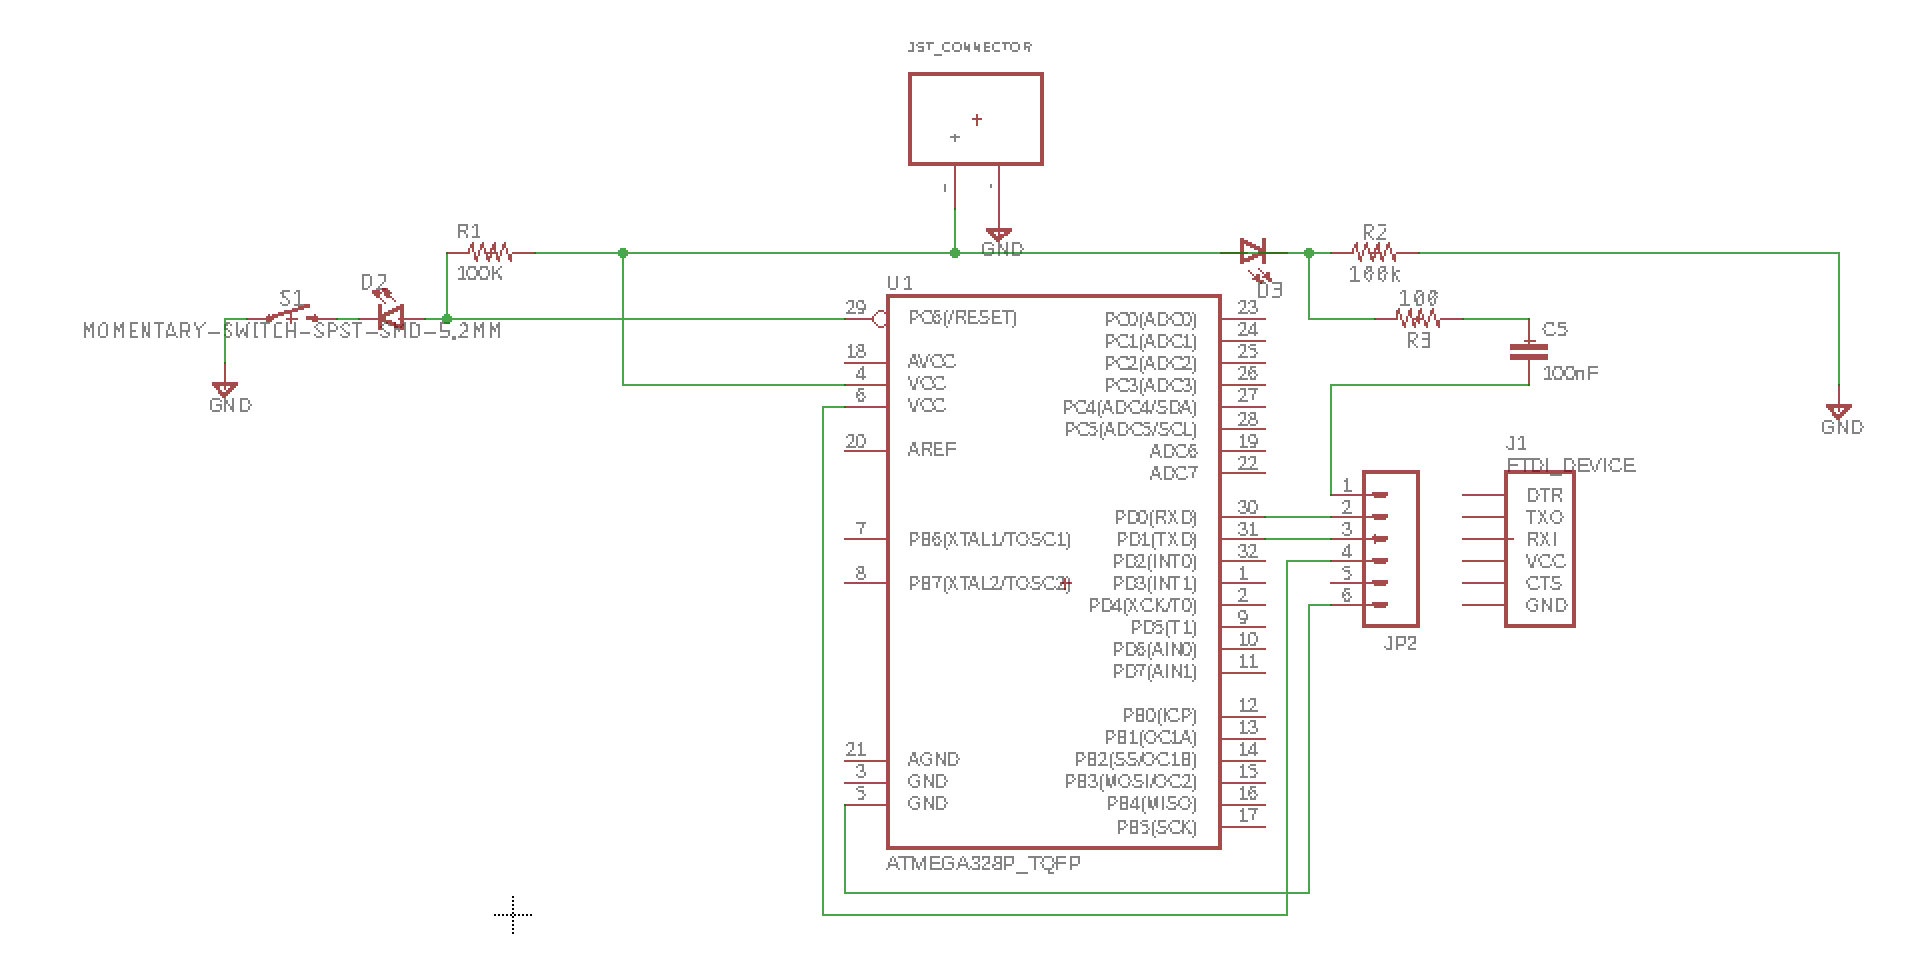 JST_CONNECTOR
GND
R1
100K
D2
S1
MOMENTARY-SWITCH-SPST-SMD-5.2MM
GND
D3
R2
100k
100
R3
C5
100nF
GND
U1
29 PC6(/RESET)
18 AVCC
4 VCC
6 VCC
20 AREF
7 PB6(XTAL1/TOSC1)
8 PB7(XTAL2/TOSC2)
21 AGND
3 GND
5 GND
PC0(ADC0) 23
PC1(ADC1) 24
PC2(ADC2) 25
PC3(ADC3) 26
PC4(ADC4/SDA) 27
PC5(ADC5/SCL) 28
ADC6 19
ADC7 22
PD0(RXD) 30
PD1(TXD) 31
PD2(INT0) 32
PD3(INT1) 1
PD4(XCK/T0) 2
PD5(T1) 9
PD6(AIN0) 10
PD7(AIN1) 11
PB0(ICP) 12
PB1(OC1A) 13
PB2(SS/OC1B) 14
PB3(MOSI/OC2) 15
PB4(MISO) 16
PB5(SCK) 17
ATMEGA328P_TQFP
1
2
3
4
5
6
JP2
J1
FTDI_DEVICE
DTR
TXO
RXI
VCC
CTS
GND